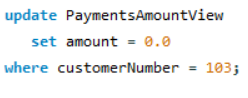 update PaymentsAmountView
set amount = 0.0
where customerNumber = 103;